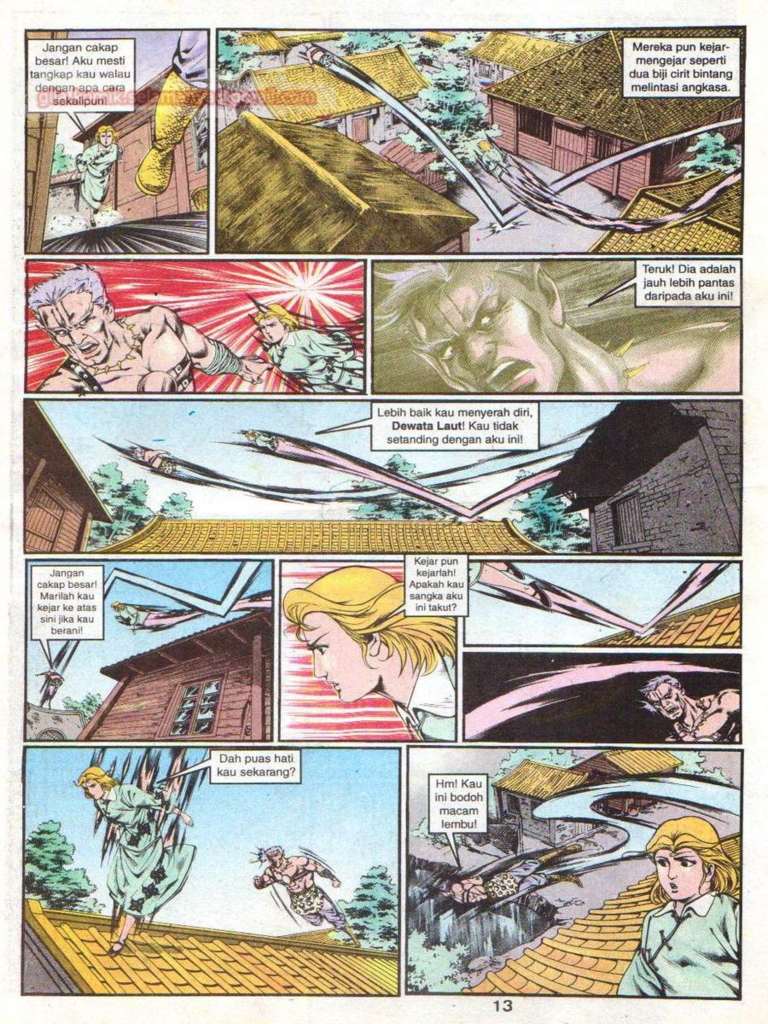 Jangan cakap
besar! Aku mesti
tangkap kau walau
dengan apa cara
sekalipun!
Mereka pun kejar-
mengejar seperti
dua biji cirit bintang
melintasi angkasa.
Teruk! Dia adalah
jauh lebih pantas
daripada aku ini!
Lebih baik kau menyerah diri,
Dewata Laut! Kau tidak
setanding dengan aku ini!
Jangan
cakap besar!
Marilah kau
kejar ke atas
sini jika kau
berani!
Kejar pun
kejarlah!
Apakah kau
sangka aku
ini takut?
Dah puas hati
kau sekarang?
Hm! Kau
ini bodoh
macam
lembu!
13